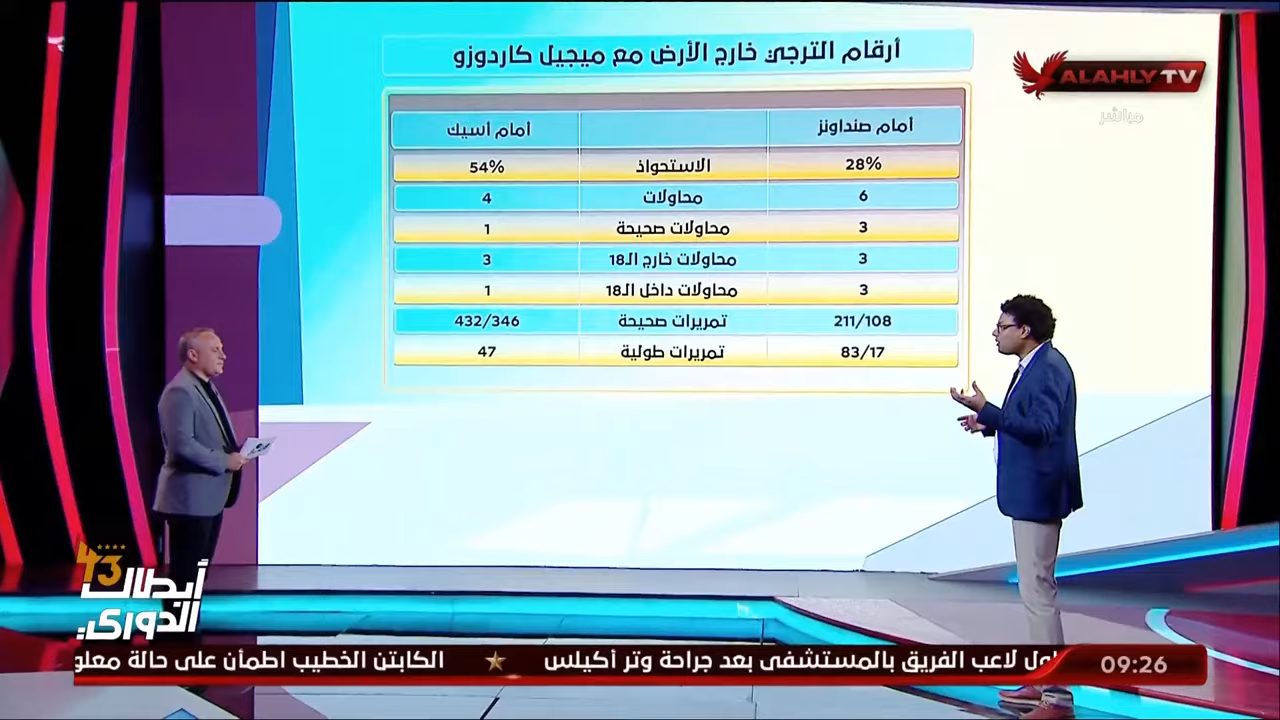 أرقام الترجي خارج الأرض مع ميجيل كاردوزو
ALAHLY TV
مباشر
أمام صنداونز أمام أسيك
28% الاستحواذ 54%
6 محاولات 4
3 محاولات صحيحة 1
3 محاولات خارج الـ18 3
3 محاولات داخل الـ18 1
211/108 تمريرات صحيحة 432/346
83/17 تمريرات طولية 47
43
أبطال
الدوري
09:26 لاعب الفريق بالمستشفى بعد جراحة وتر أكيلس ★ الكابتن الخطيب اطمأن على حالة